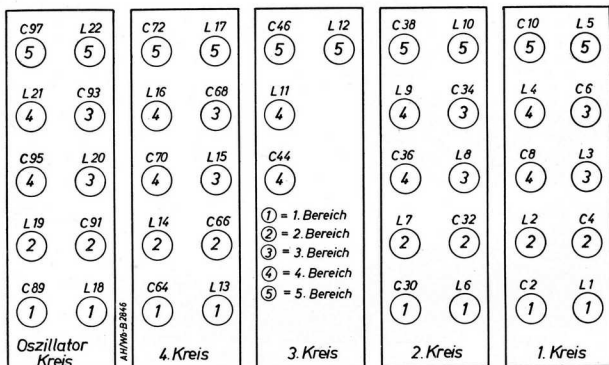 C97 L22
5 5
L21 C93
4 3
C95 L20
4 3
L19 C91
2 2
C89 L18
1 1
Oszillator
Kreis
AH/Wb-B 2846
C72 L17
5 5
L16 C68
4 3
C70 L15
4 3
L14 C66
2 2
C64 L13
1 1
4. Kreis
C46 L12
5 5
L11
4
C44
4
1 = 1. Bereich
2 = 2. Bereich
3 = 3. Bereich
4 = 4. Bereich
5 = 5. Bereich
3. Kreis
C38 L10
5 5
L9 C34
4 3
C36 L8
4 3
L7 C32
2 2
C30 L6
1 1
2. Kreis
C10 L5
5 5
L4 C6
4 3
C8 L3
4 3
L2 C4
2 2
C2 L1
1 1
1. Kreis